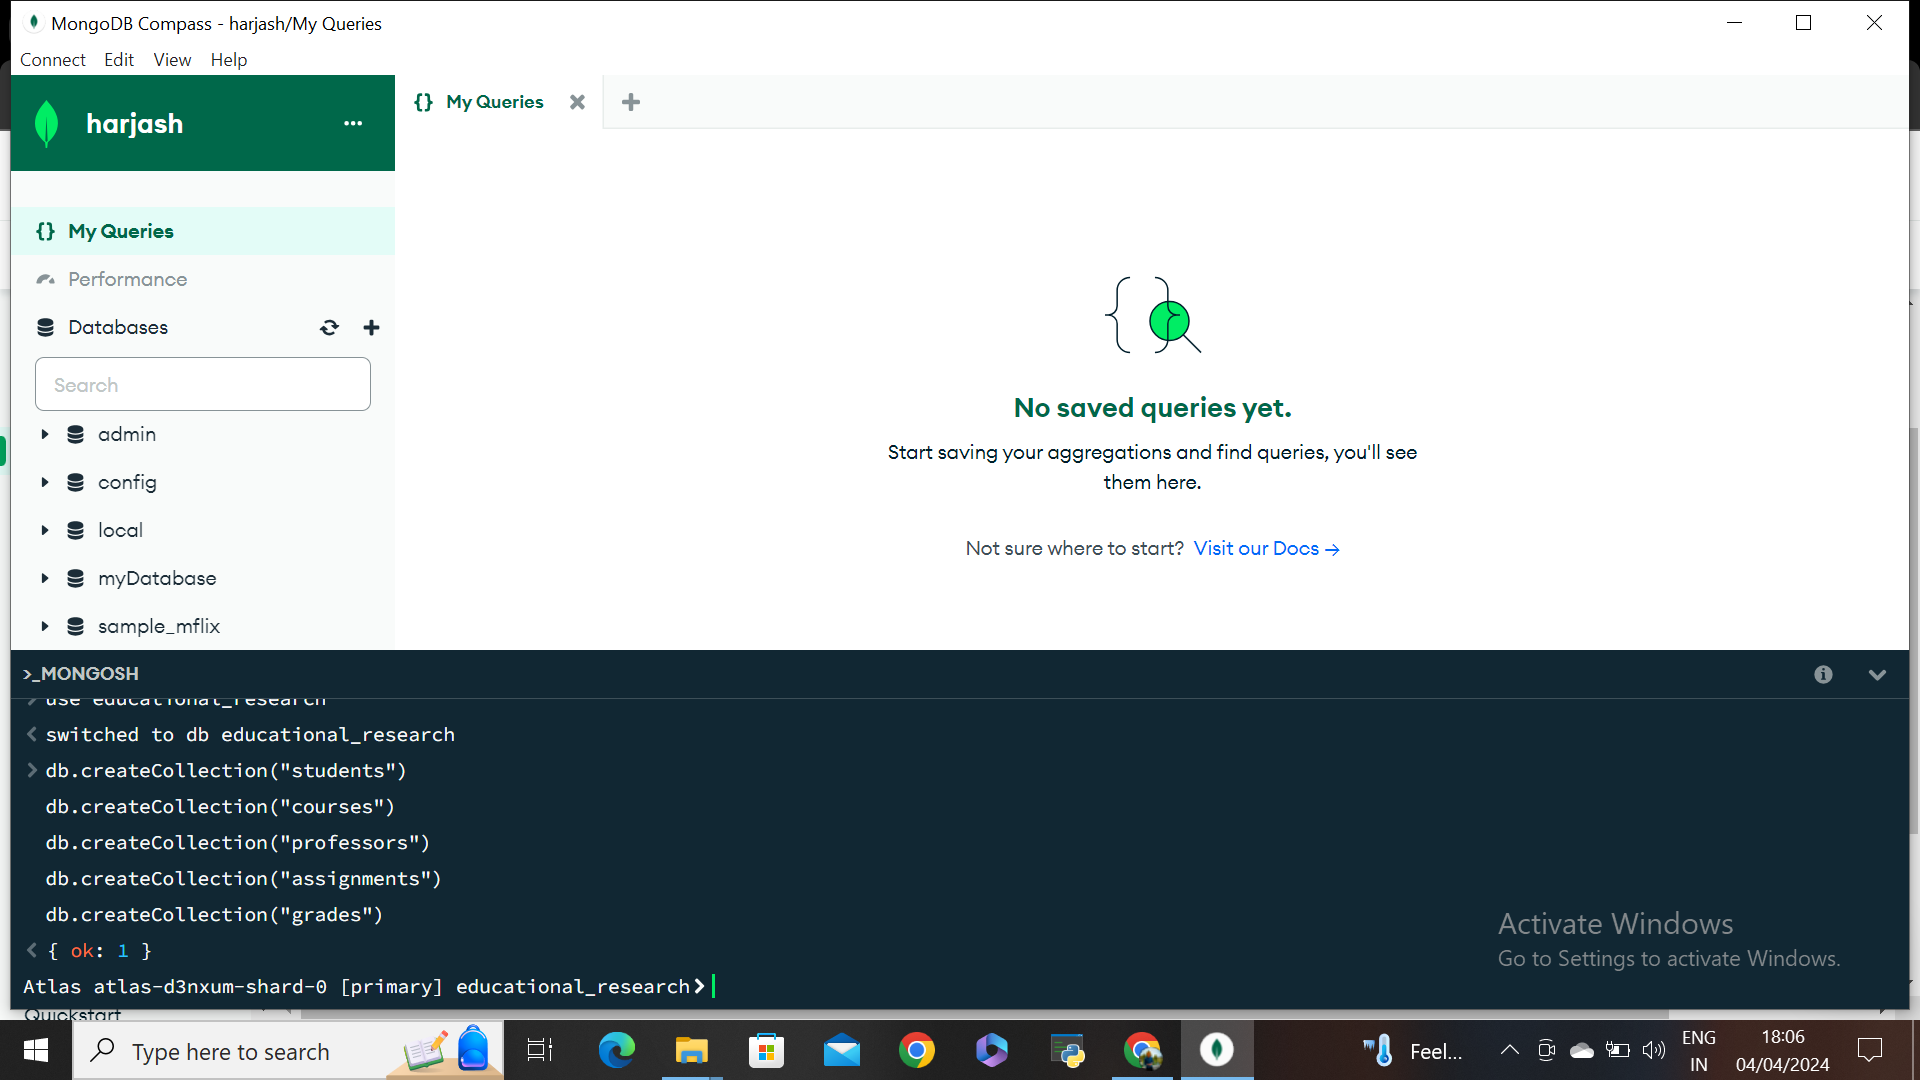 MongoDB Compass - harjash/My Queries
Connect Edit View Help
harjash
...
{} My Queries
+
{} My Queries
Performance
Databases
Search
admin
config
local
myDatabase
sample_mflix
No saved queries yet.
Start saving your aggregations and find queries, you'll see
them here.
Not sure where to start? Visit our Docs →
>_MONGOSH
> use educational_research
< switched to db educational_research
> db.createCollection("students")
db.createCollection("courses")
db.createCollection("professors")
db.createCollection("assignments")
db.createCollection("grades")
< { ok: 1 }
Atlas atlas-d3nxum-shard-0 [primary] educational_research>
Activate Windows
Go to Settings to activate Windows.
Quickstart
Type here to search
Feel...
ENG
IN
18:06
04/04/2024